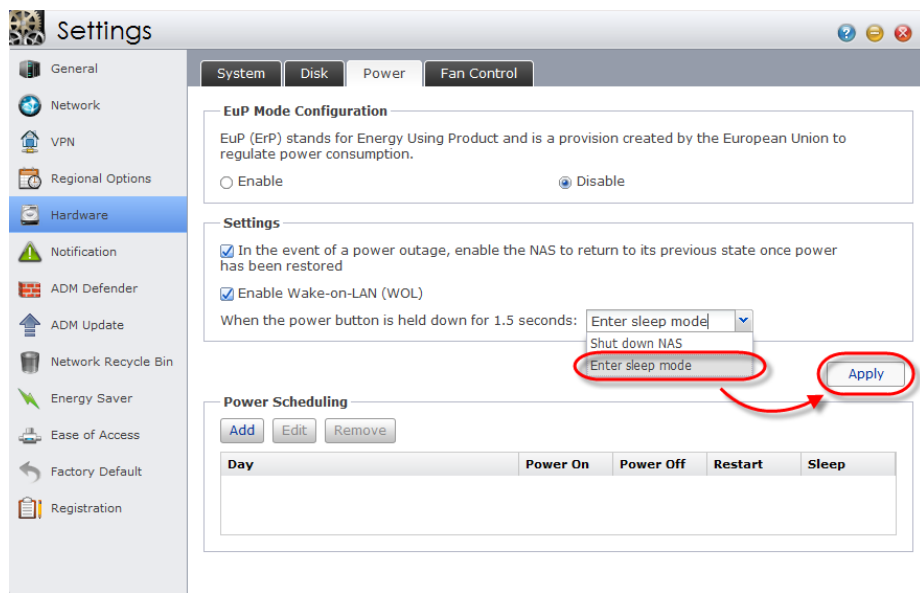 Settings
General
Network
VPN
Regional Options
Hardware
Notification
ADM Defender
ADM Update
Network Recycle Bin
Energy Saver
Ease of Access
Factory Default
Registration
System Disk Power Fan Control
EuP Mode Configuration
EuP (ErP) stands for Energy Using Product and is a provision created by the European Union to
regulate power consumption.
Enable Disable
Settings
In the event of a power outage, enable the NAS to return to its previous state once power
has been restored
Enable Wake-on-LAN (WOL)
When the power button is held down for 1.5 seconds: Enter sleep mode
Shut down NAS
Enter sleep mode
Apply
Power Scheduling
Add Edit Remove
Day Power On Power Off Restart Sleep